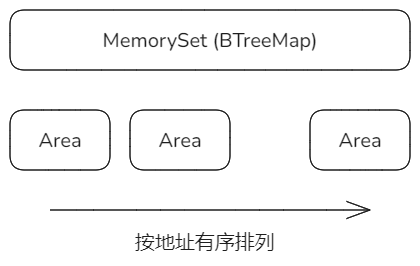 MemorySet (BTreeMap)
Area
Area
Area
按地址有序排列